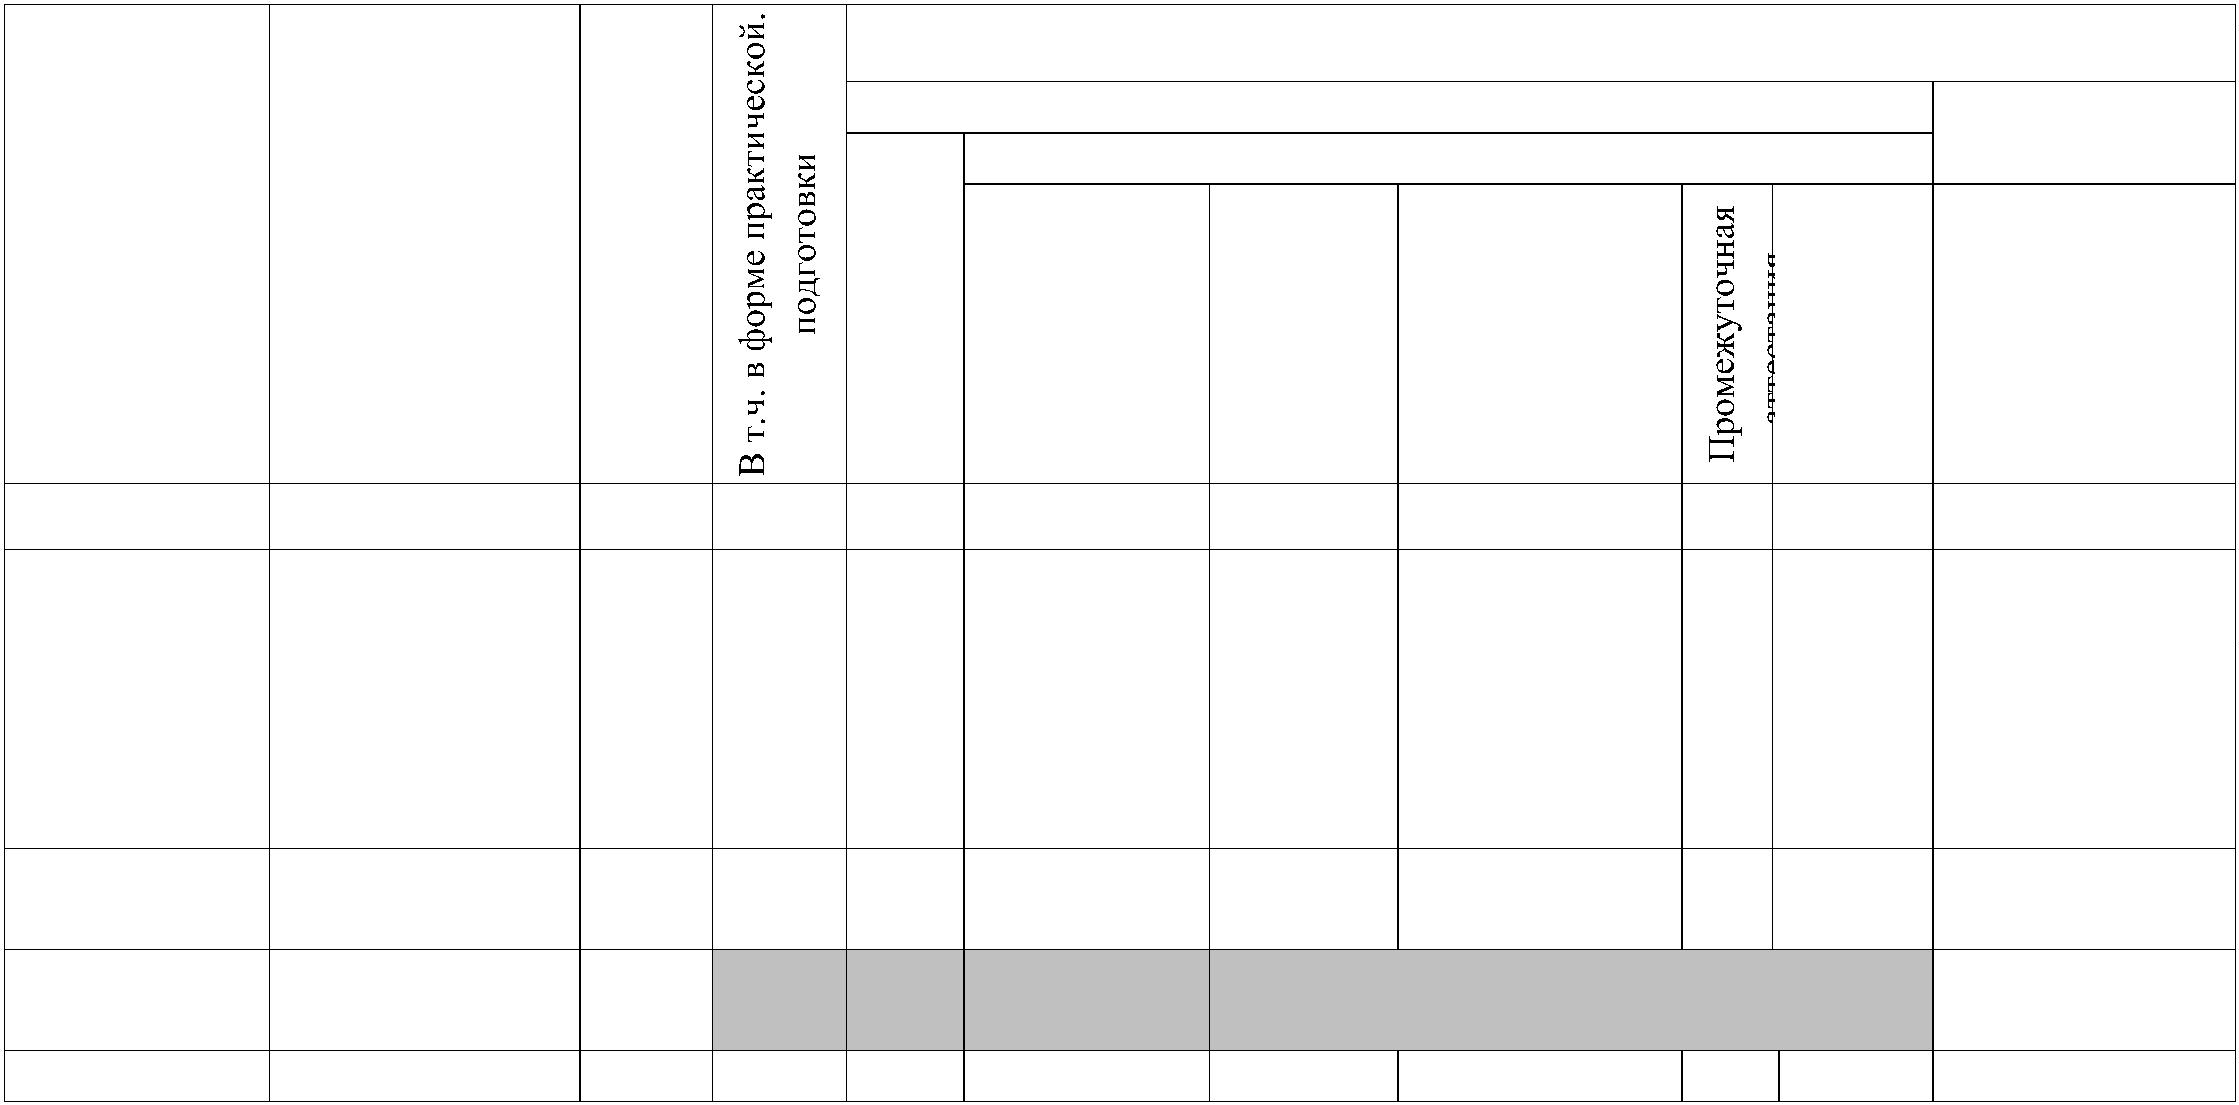 В т.ч. в форме практической.
подготовки
Промежуточная